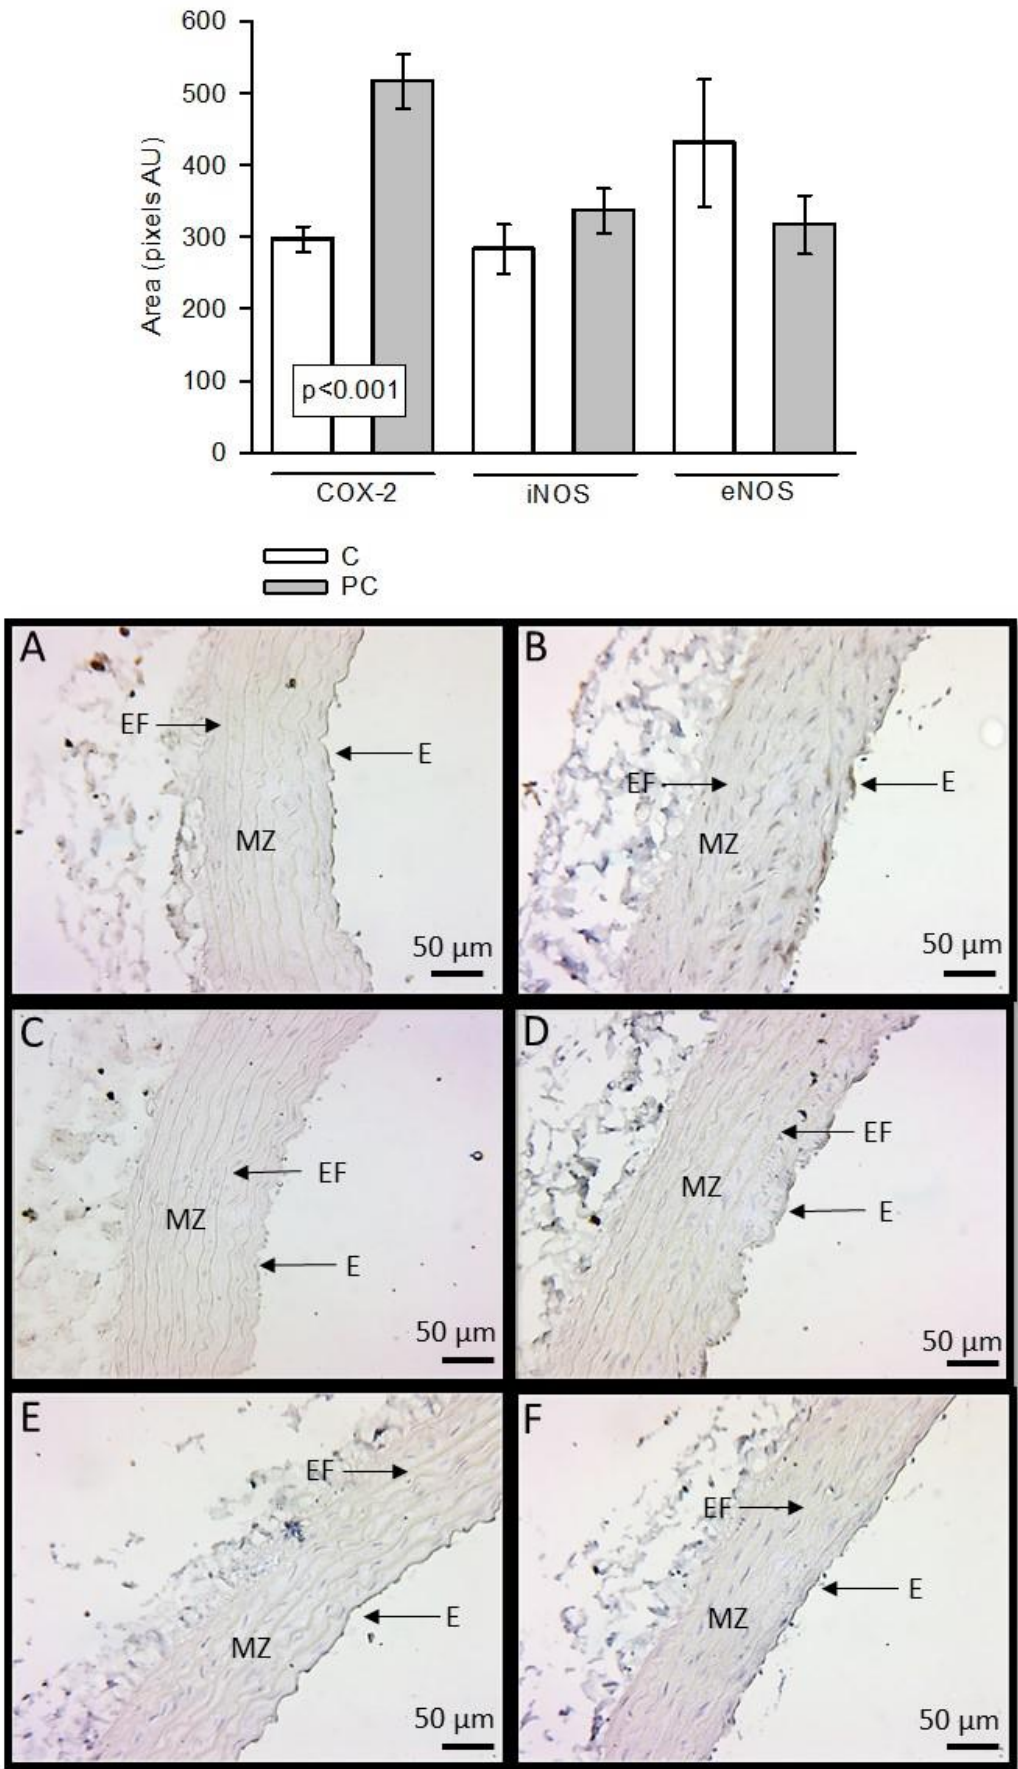 600
500
400
300
200
100
0
Area (pixels AU)
p<0.001
COX-2 iNOS eNOS
C
PC
A
EF
E
MZ
50 μm
B
EF
E
MZ
50 μm
C
EF
MZ
E
50 μm
D
EF
MZ
E
50 μm
E
EF
E
MZ
50 μm
F
EF
E
MZ
50 μm